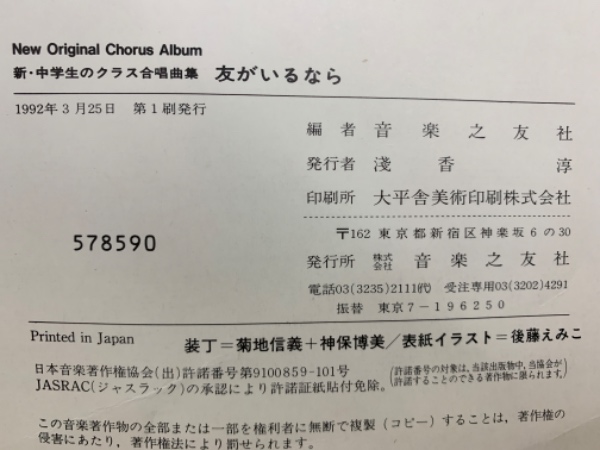 New Original Chorus Album
新・中学生のクラス合唱曲集 友がいるなら
1992年3月25日 第1刷発行
編者 音楽之友社
発行者 淺香淳
印刷所 大平舎美術印刷株式会社
〒162 東京都新宿区神楽坂6の30
578590
発行所 株式会社 音楽之友社
電話03(3235)2111(代) 受注専用03(3202)4291
振替 東京7-196250
Printed in Japan
装丁=菊地信義+神保博美/表紙イラスト=後藤えみこ
日本音楽著作権協会(出)許諾番号第9100859-101号
JASRAC(ジャスラック)の承認により許諾証紙貼付免除。
(許諾番号の対象は、当該出版物中、当協会が
許諾することのできる著作物に限られます。)
この音楽著作物の全部または一部を権利者に無断で複製(コピー)することは、著作権の
侵害にあたり、著作権法により罰せられます。